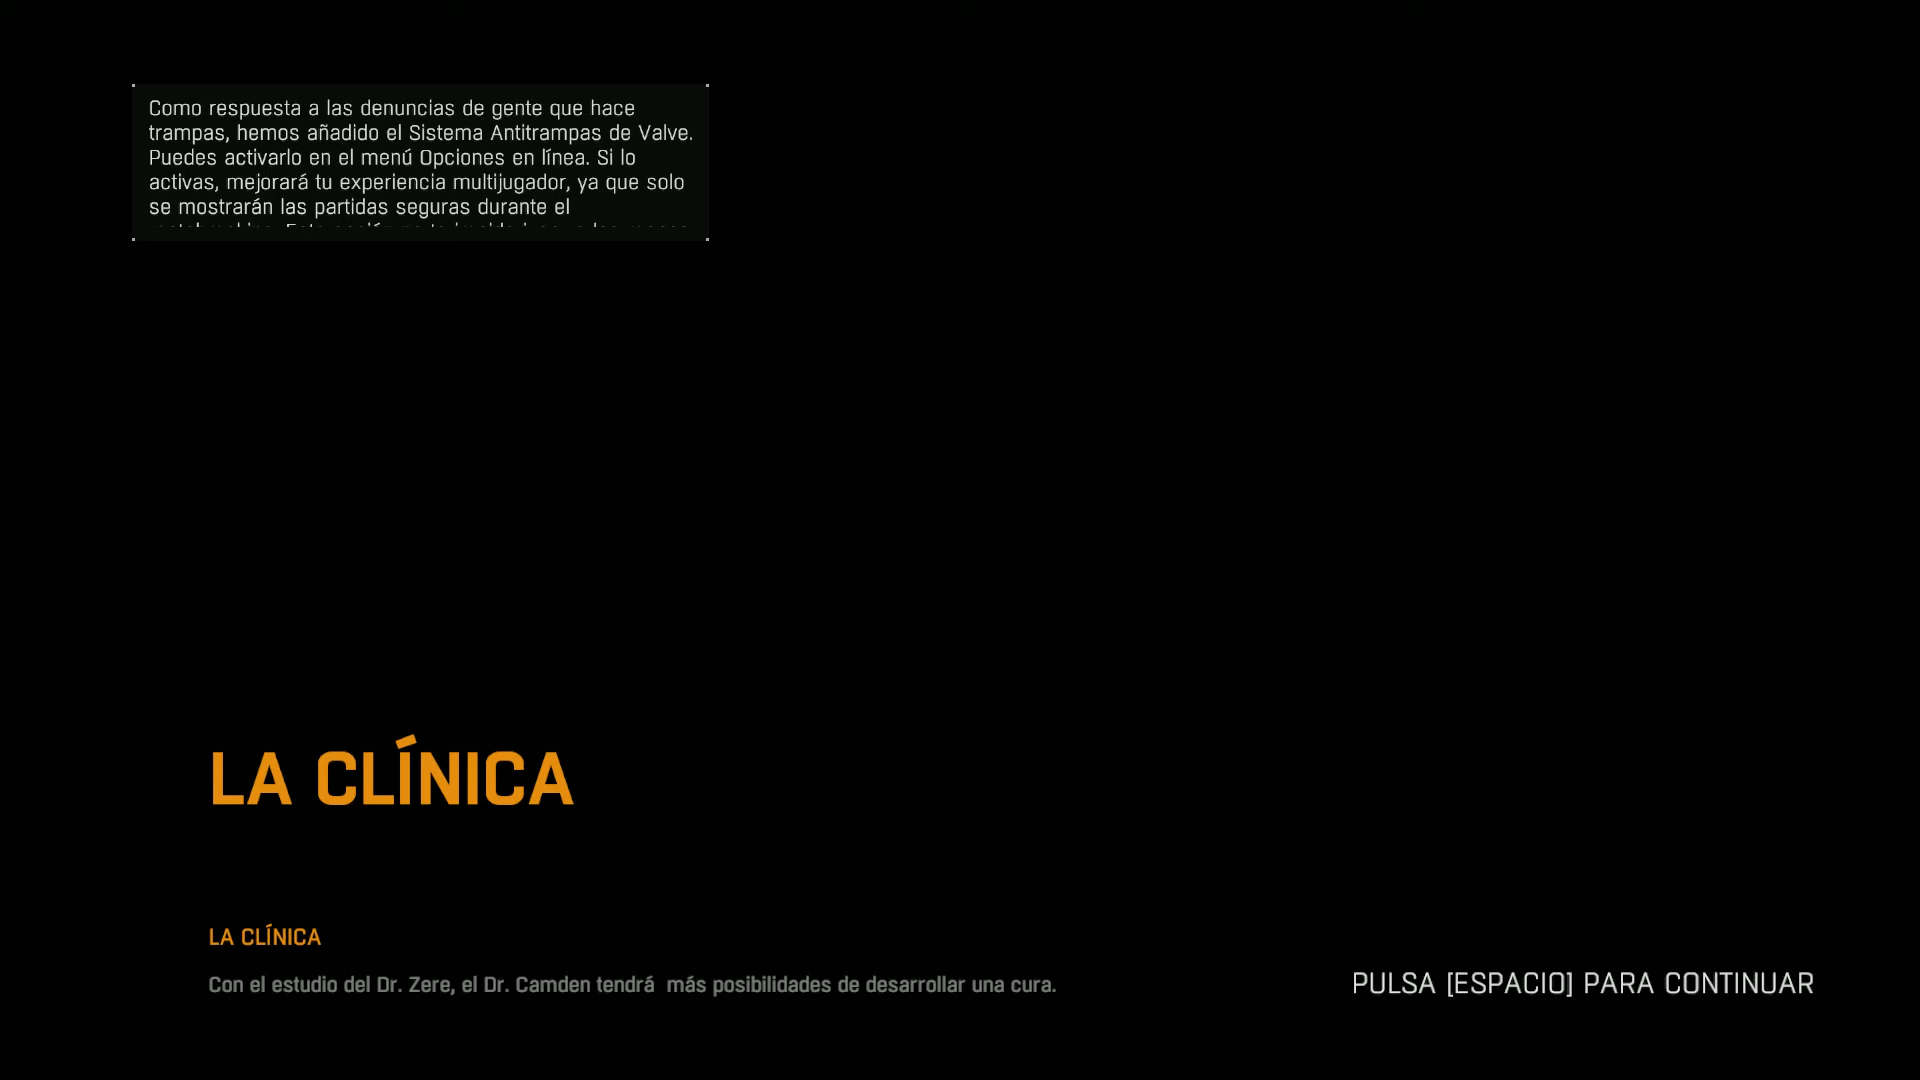 Como respuesta a las denuncias de gente que hace
trampas, hemos añadido el Sistema Antitrampas de Valve.
Puedes activarlo en el menú Opciones en línea. Si lo
activas, mejorará tu experiencia multijugador, ya que solo
se mostrarán las partidas seguras durante el
LA CLÍNICA
LA CLÍNICA
Con el estudio del Dr. Zere, el Dr. Camden tendrá  más posibilidades de desarrollar una cura.
PULSA [ESPACIO] PARA CONTINUAR